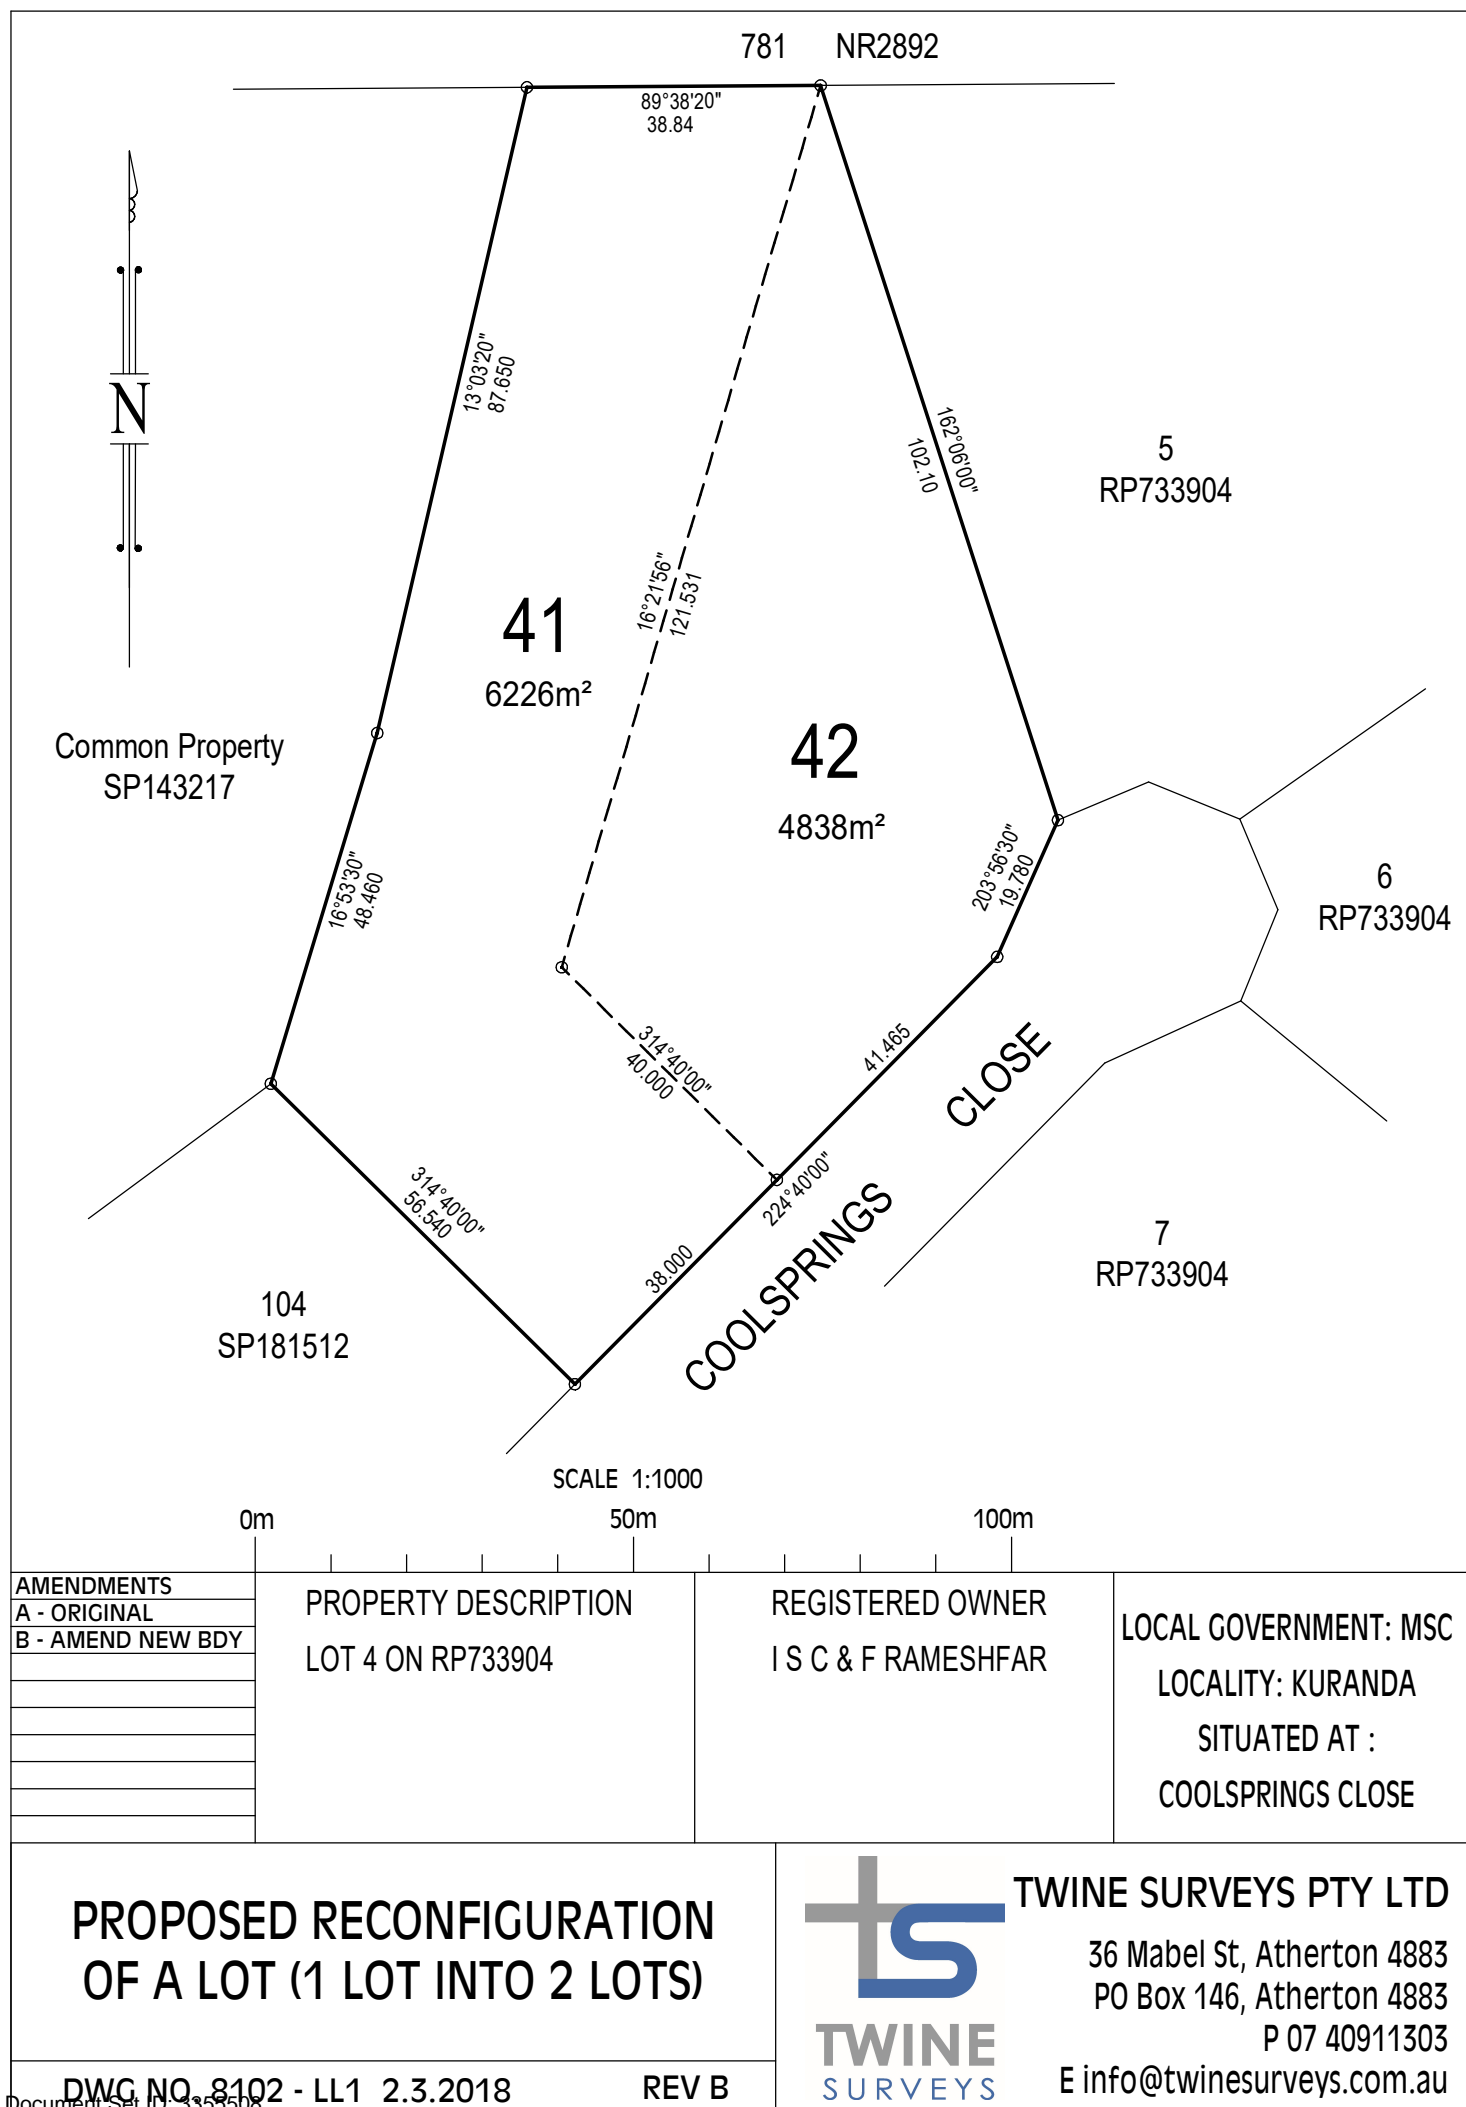 781 NR2892
89°38'20"
38.84
N
13°03'20"
87.650
162°06'00"
102.10
5
RP733904
16°21'56"
121.531
41
6226m²
Common Property
SP143217
42
4838m²
203°56'30"
19.780
6
RP733904
16°53'30"
48.460
314°40'00"
40.000
41.465
COOLSPRINGS CLOSE
224°40'00"
314°40'00"
56.540
38.000
7
RP733904
104
SP181512
SCALE 1:1000
0m 50m 100m
AMENDMENTS
A - ORIGINAL
B - AMEND NEW BDY
PROPERTY DESCRIPTION
LOT 4 ON RP733904
REGISTERED OWNER
I S C & F RAMESHFAR
LOCAL GOVERNMENT: MSC
LOCALITY: KURANDA
SITUATED AT :
COOLSPRINGS CLOSE
PROPOSED RECONFIGURATION
OF A LOT (1 LOT INTO 2 LOTS)
DWG NO 8102 - LL1 2.3.2018 REV B
Document Set ID: 3355508
ts
TWINE
SURVEYS
TWINE SURVEYS PTY LTD
36 Mabel St, Atherton 4883
PO Box 146, Atherton 4883
P 07 40911303
E info@twinesurveys.com.au